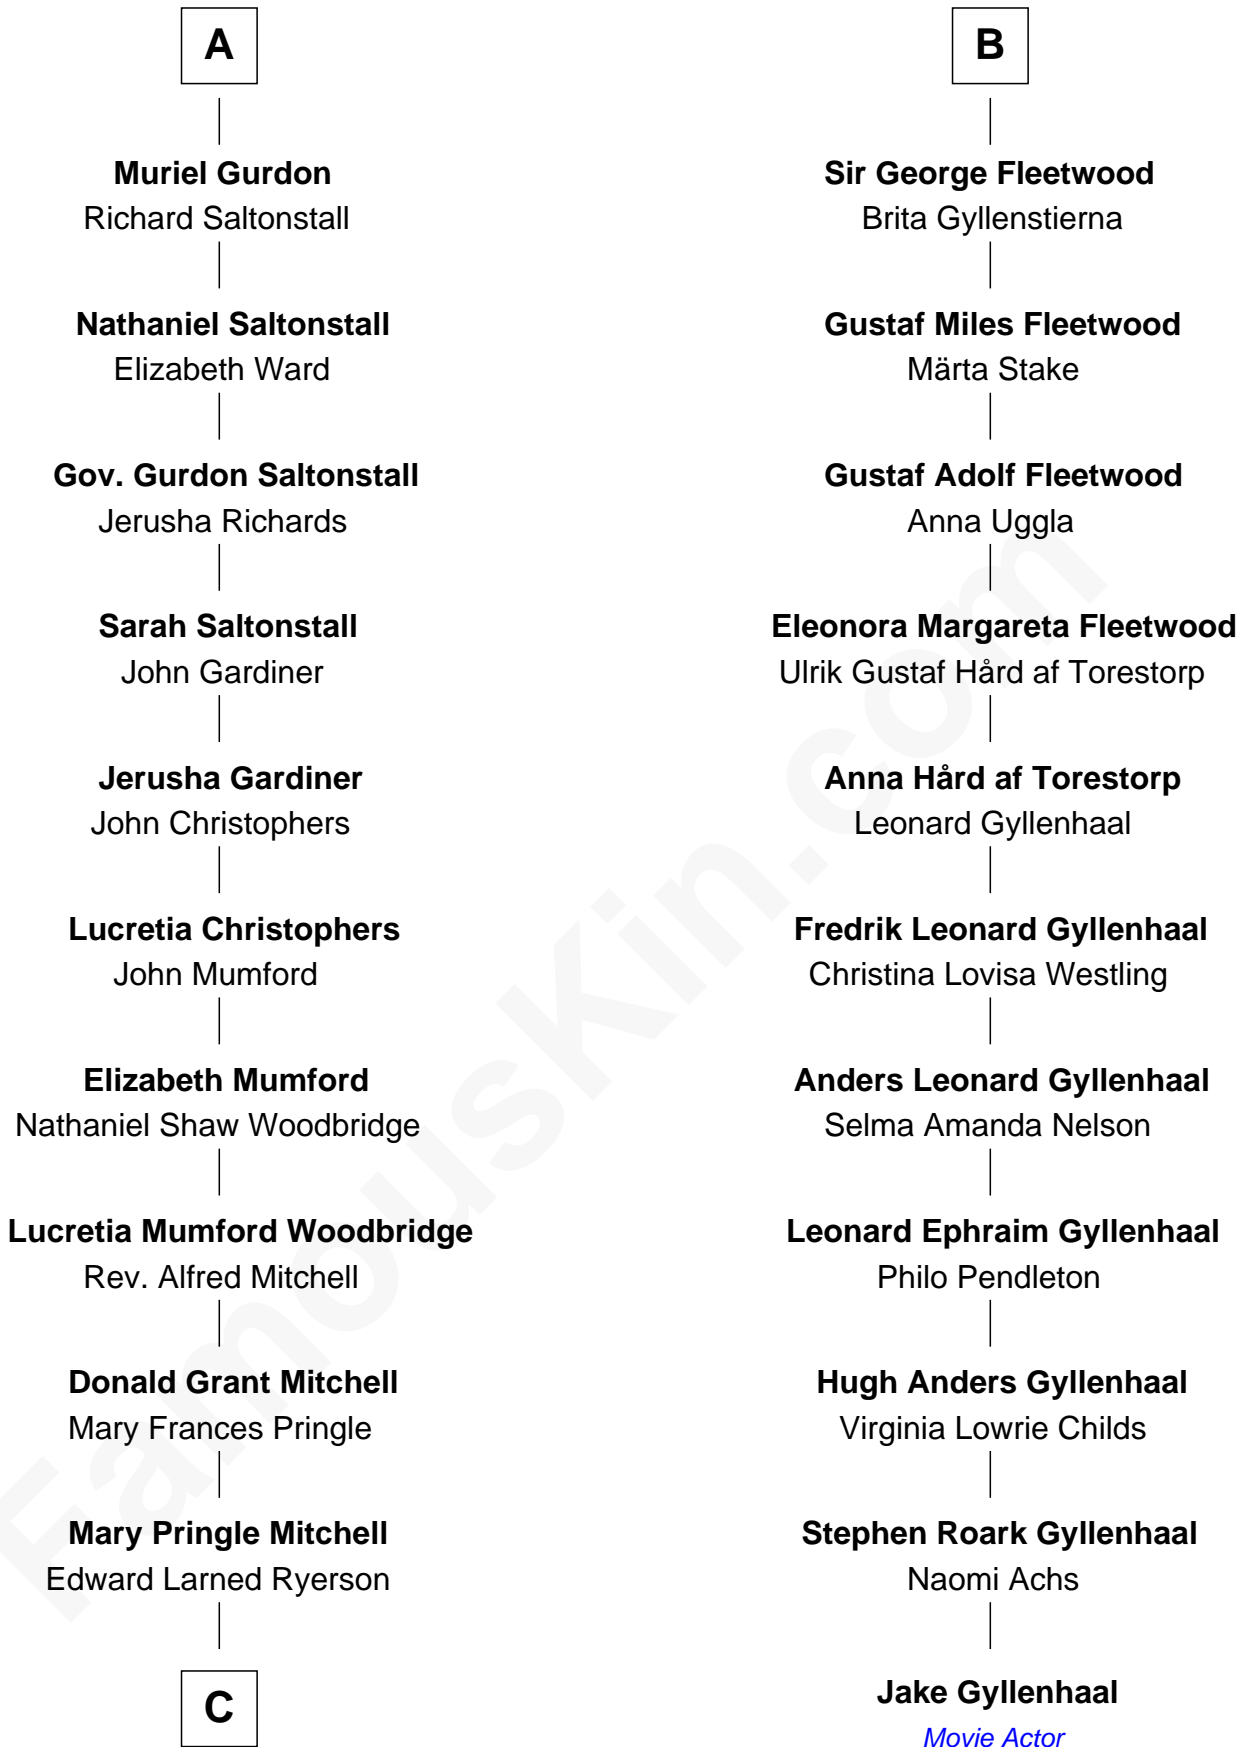 A
Muriel Gurdon
Richard Saltonstall
Nathaniel Saltonstall
Elizabeth Ward
Gov. Gurdon Saltonstall
Jerusha Richards
Sarah Saltonstall
John Gardiner
Jerusha Gardiner
John Christophers
Lucretia Christophers
John Mumford
Elizabeth Mumford
Nathaniel Shaw Woodbridge
Lucretia Mumford Woodbridge
Rev. Alfred Mitchell
Donald Grant Mitchell
Mary Frances Pringle
Mary Pringle Mitchell
Edward Larned Ryerson
C
B
Sir George Fleetwood
Brita Gyllenstierna
Gustaf Miles Fleetwood
Märta Stake
Gustaf Adolf Fleetwood
Anna Uggla
Eleonora Margareta Fleetwood
Ulrik Gustaf Hård af Torestorp
Anna Hård af Torestorp
Leonard Gyllenhaal
Fredrik Leonard Gyllenhaal
Christina Lovisa Westling
Anders Leonard Gyllenhaal
Selma Amanda Nelson
Leonard Ephraim Gyllenhaal
Philo Pendleton
Hugh Anders Gyllenhaal
Virginia Lowrie Childs
Stephen Roark Gyllenhaal
Naomi Achs
Jake Gyllenhaal
Movie Actor
FamousKin.com